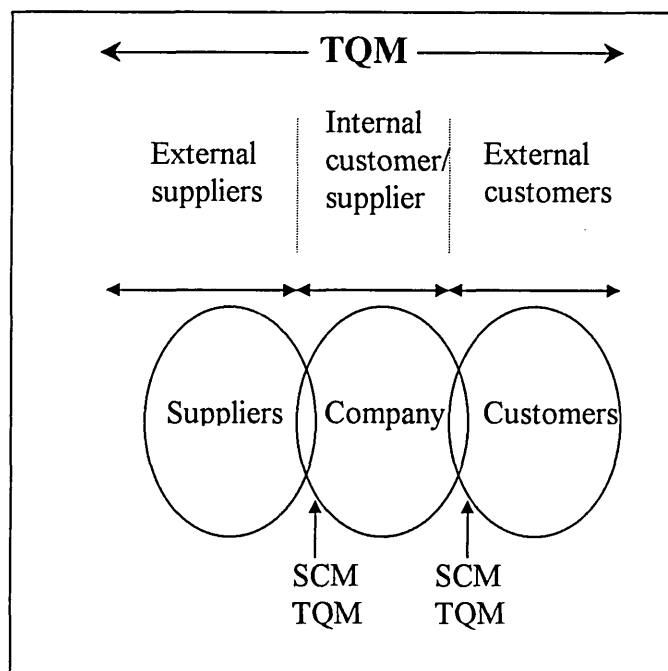 TQM
External
suppliers
Internal
customer/
supplier
External
customers
Suppliers
Company
Customers
SCM
TQM
SCM
TQM